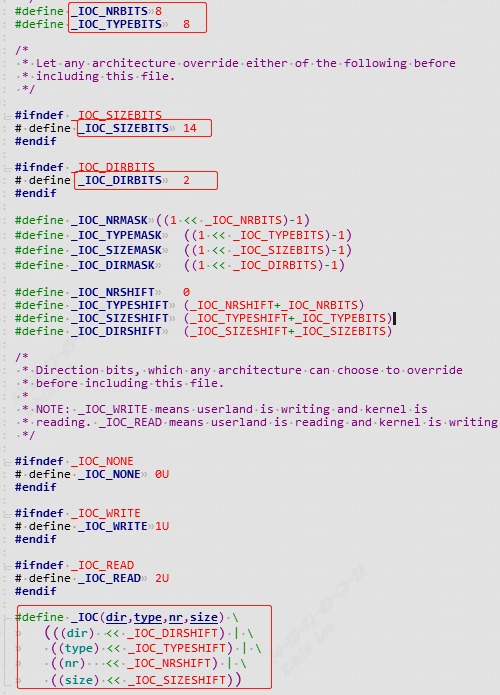 #define _IOC_NRBITS 8
#define _IOC_TYPEBITS 8
/*
* Let any architecture override either of the following before
* including this file.
*/
#ifndef _IOC_SIZEBITS
# define _IOC_SIZEBITS 14
#endif
#ifndef _IOC_DIRBITS
# define _IOC_DIRBITS 2
#endif
#define _IOC_NRMASK ((1 << _IOC_NRBITS)-1)
#define _IOC_TYPEMASK ((1 << _IOC_TYPEBITS)-1)
#define _IOC_SIZEMASK ((1 << _IOC_SIZEBITS)-1)
#define _IOC_DIRMASK ((1 << _IOC_DIRBITS)-1)
#define _IOC_NRSHIFT 0
#define _IOC_TYPESHIFT (_IOC_NRSHIFT+_IOC_NRBITS)
#define _IOC_SIZESHIFT (_IOC_TYPESHIFT+_IOC_TYPEBITS)
#define _IOC_DIRSHIFT (_IOC_SIZESHIFT+_IOC_SIZEBITS)
/*
* Direction bits, which any architecture can choose to override
* before including this file.
*
* NOTE: _IOC_WRITE means userland is writing and kernel is
* reading. _IOC_READ means userland is reading and kernel is writing
*/
#ifndef _IOC_NONE
# define _IOC_NONE 0U
#endif
#ifndef _IOC_WRITE
# define _IOC_WRITE 1U
#endif
#ifndef _IOC_READ
# define _IOC_READ 2U
#endif
#define _IOC(dir,type,nr,size) \
(((dir) << _IOC_DIRSHIFT) | \
((type) << _IOC_TYPESHIFT) | \
((nr) << _IOC_NRSHIFT) | \
((size) << _IOC_SIZESHIFT))